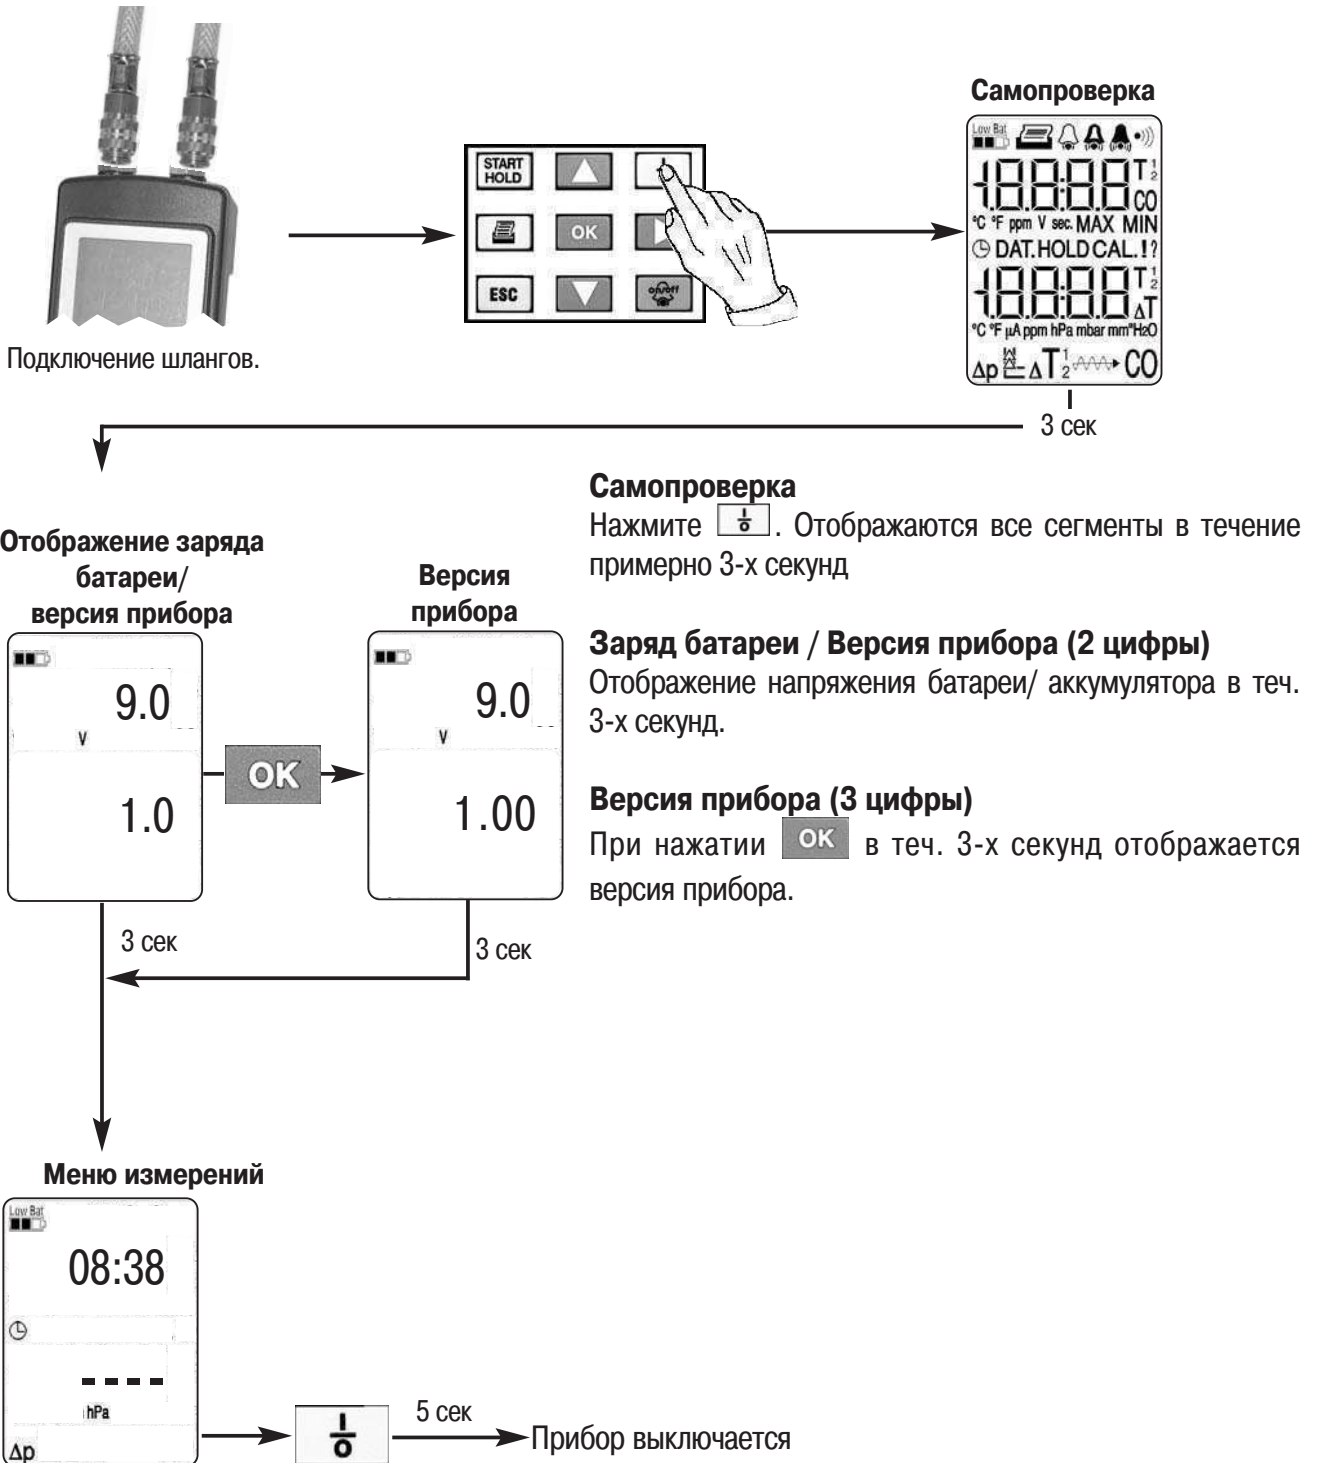 Самопроверка
Low Bat
START
HOLD
OK
ESC
on/off
18:8:8 T 1 2
CO
°C °F ppm V sec. MAX MIN
DAT. HOLD CAL. ! ?
18:8:8 T 1 2
ΔT
°C °F µA ppm hPa mbar mm"H2O
Δp ΔT 1 2 CO
Подключение шлангов.
3 сек
Самопроверка
Нажмите I/O. Отображаются все сегменты в течение
примерно 3-х секунд
Отображение заряда
батареи/
версия прибора
Версия
прибора
Заряд батареи / Версия прибора (2 цифры)
Отображение напряжения батареи/ аккумулятора в теч.
3-х секунд.
9.0
V
1.0
OK
9.0
V
1.00
Версия прибора (3 цифры)
При нажатии OK в теч. 3-х секунд отображается
версия прибора.
3 сек
3 сек
Меню измерений
Low Bat
08:38
----
hPa
Δp
I/O
5 сек
Прибор выключается